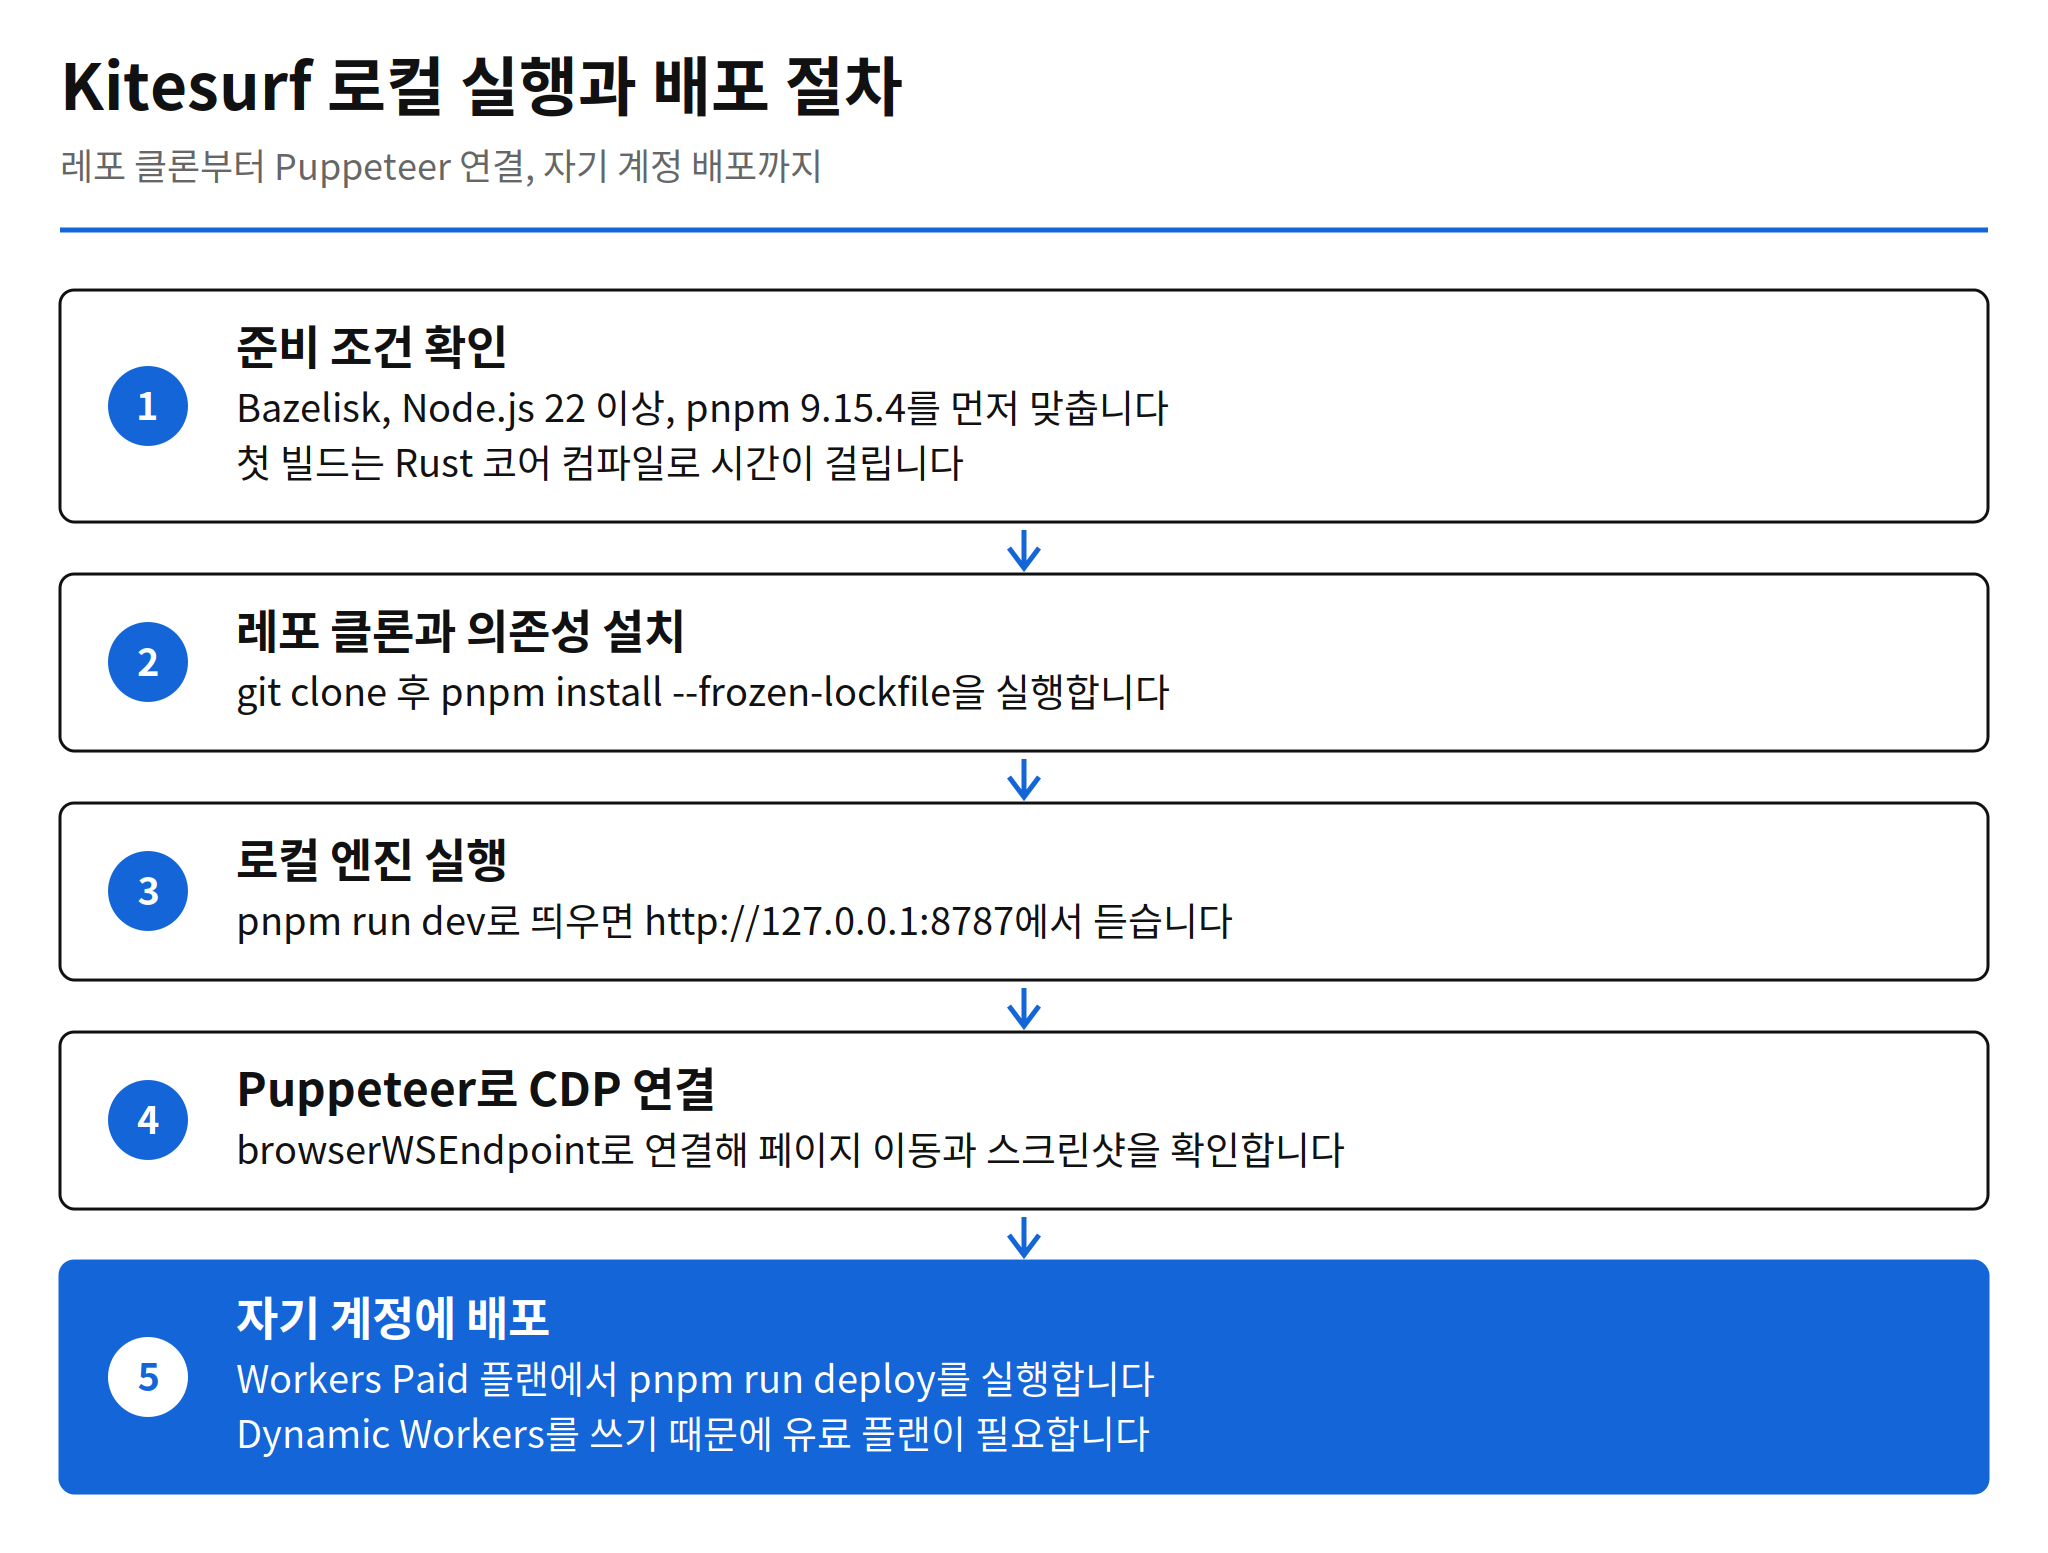 Kitesurf 로컬 실행과 배포 절차
레포 클론부터 Puppeteer 연결, 자기 계정 배포까지
1
준비 조건 확인
Bazelisk, Node.js 22 이상, pnpm 9.15.4를 먼저 맞춥니다
첫 빌드는 Rust 코어 컴파일로 시간이 걸립니다
2
레포 클론과 의존성 설치
git clone 후 pnpm install --frozen-lockfile을 실행합니다
3
로컬 엔진 실행
pnpm run dev로 띄우면 http://127.0.0.1:8787에서 듣습니다
4
Puppeteer로 CDP 연결
browserWSEndpoint로 연결해 페이지 이동과 스크린샷을 확인합니다
5
자기 계정에 배포
Workers Paid 플랜에서 pnpm run deploy를 실행합니다
Dynamic Workers를 쓰기 때문에 유료 플랜이 필요합니다